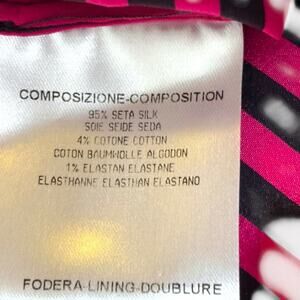 COMPOSIZIONE-COMPOSITION
95% SETA SILK
SOIE SEIDE SEDA
4% COTONE COTTON
COTON BAUMWOLLE ALGODON
1% ELASTAN ELASTANE
ELASTHANNE ELASTHAN ELASTANO
FODERA-LINING-DOUBLURE